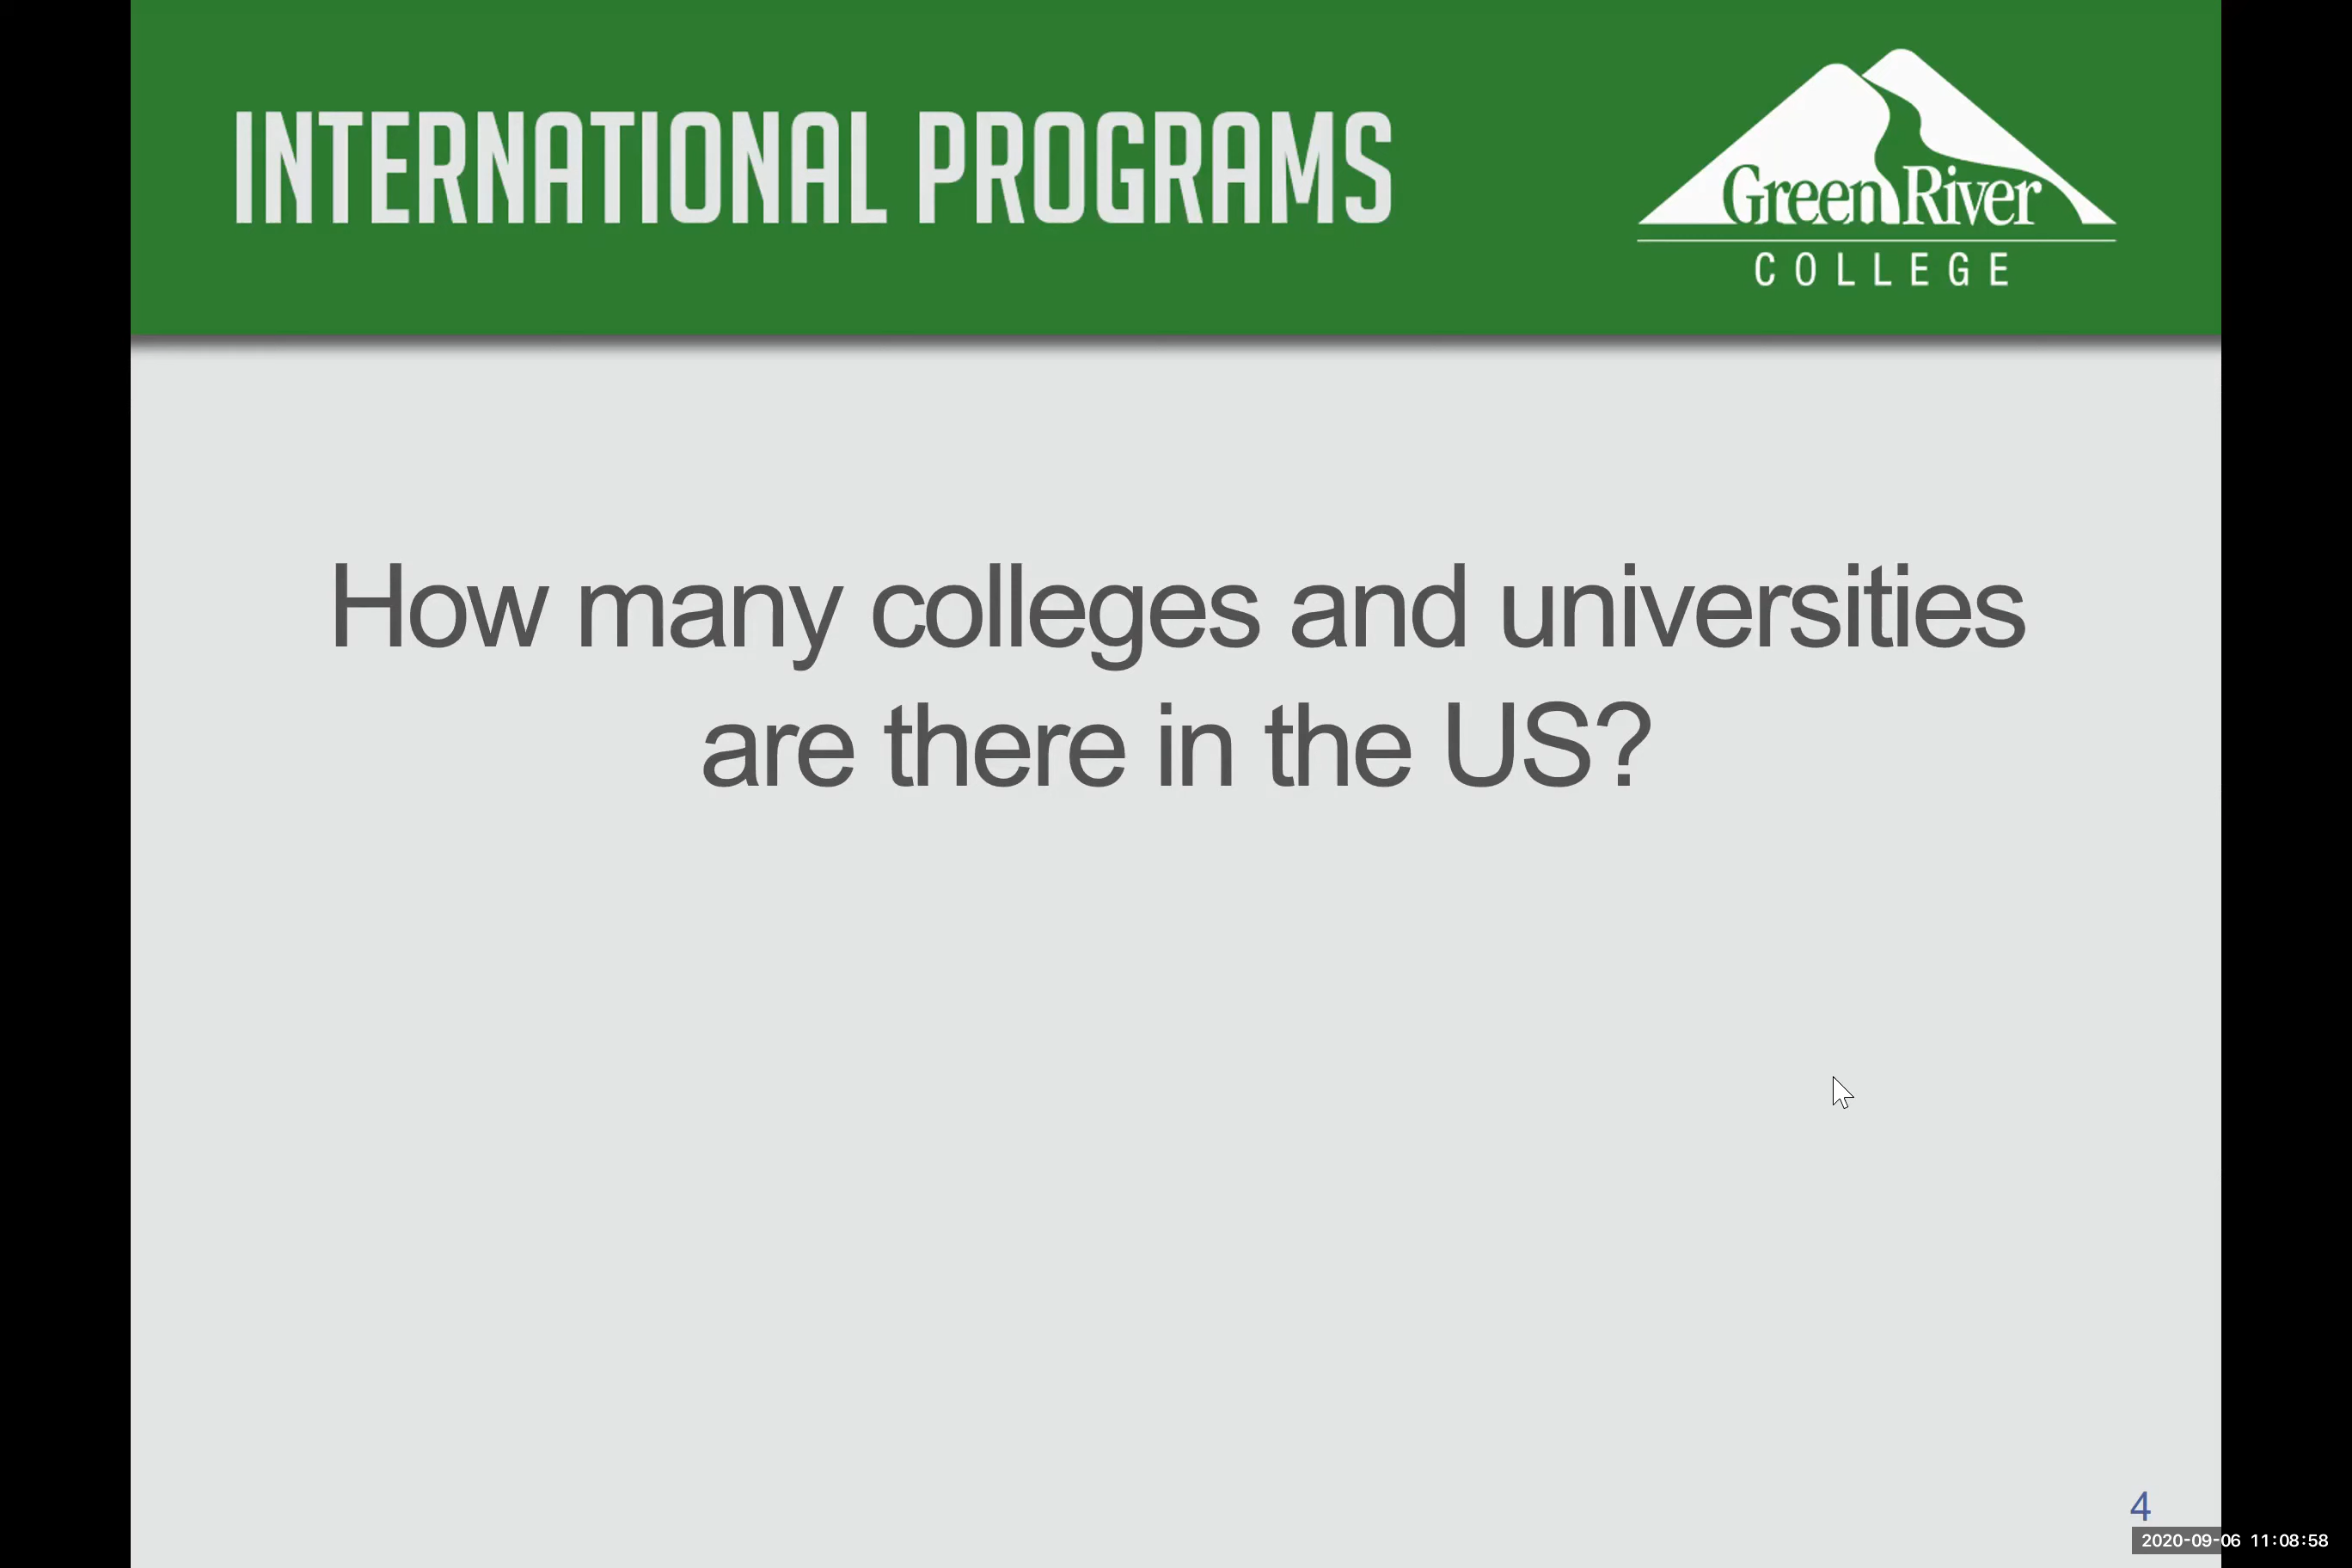 INTERNATIONAL PROGRAMS
Green River
COLLEGE
How many colleges and universities
are there in the US?
4
2020-09-06 11:08:58